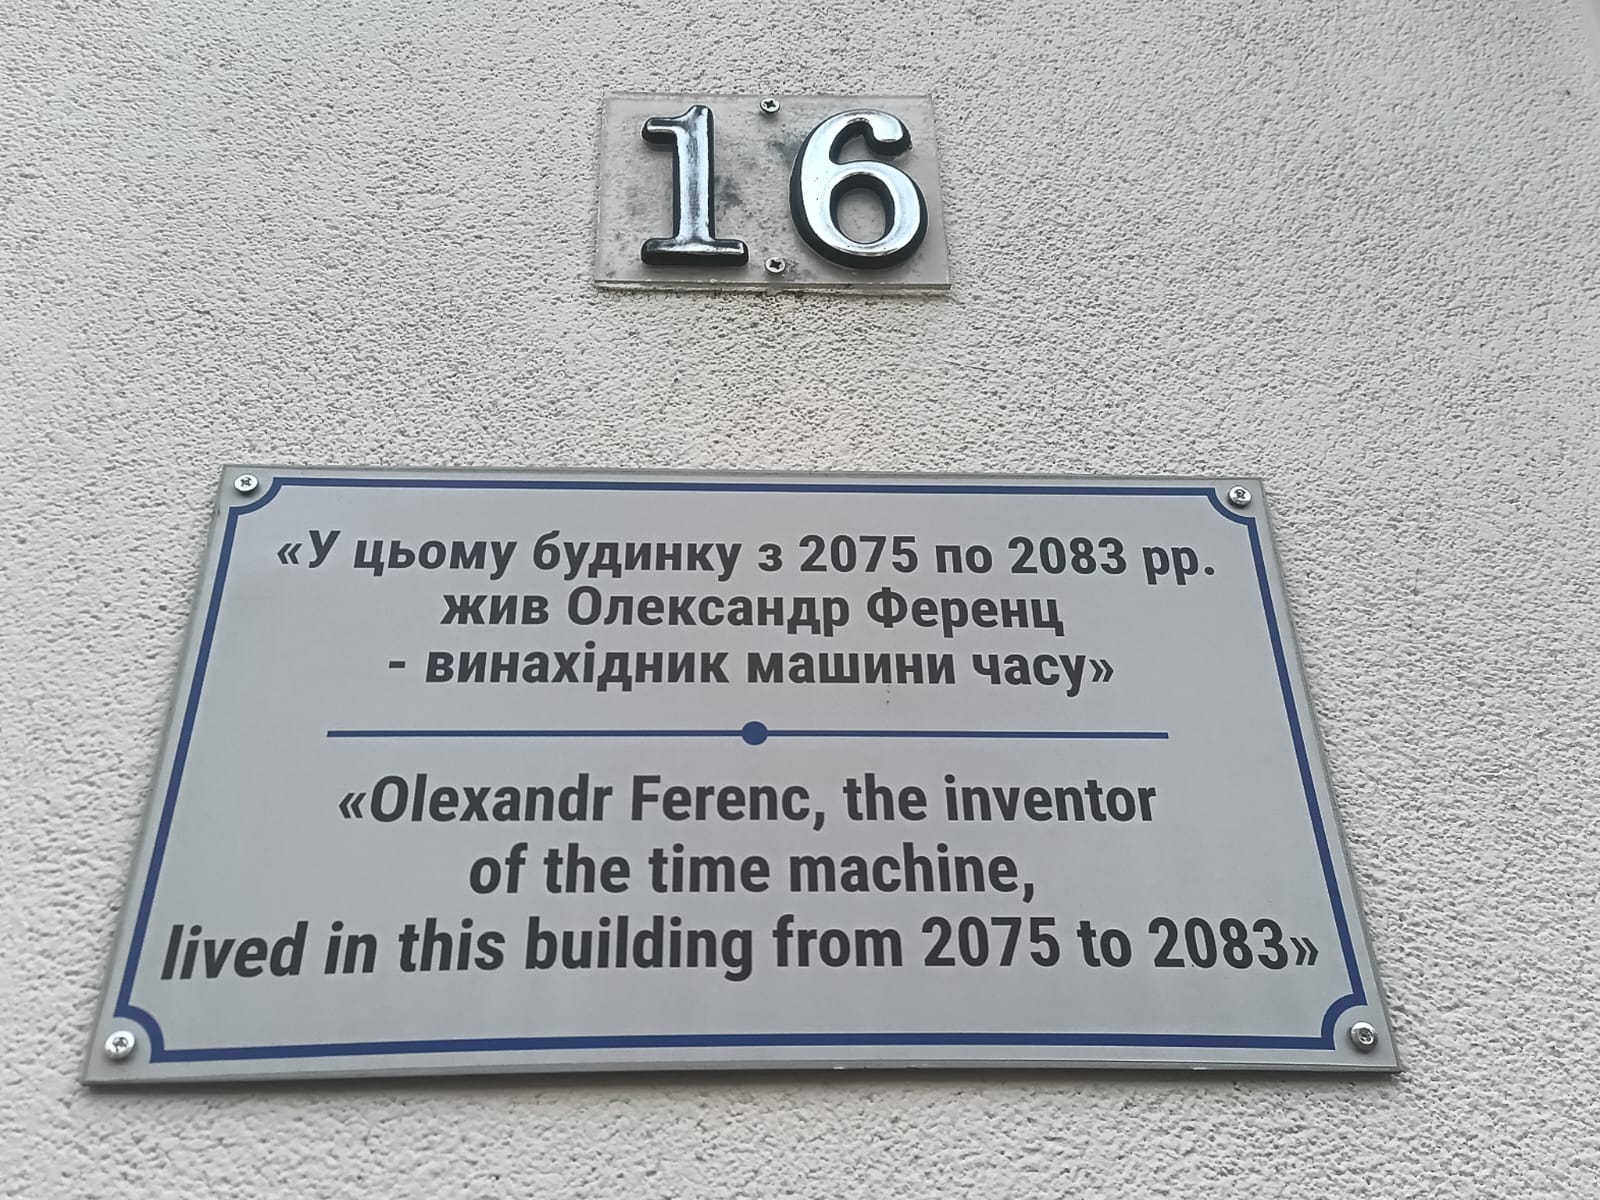 16
«У цьому будинку з 2075 по 2083 рр.
жив Олександр Ференц
- винахідник машини часу»
«Olexandr Ferenc, the inventor
of the time machine,
lived in this building from 2075 to 2083»